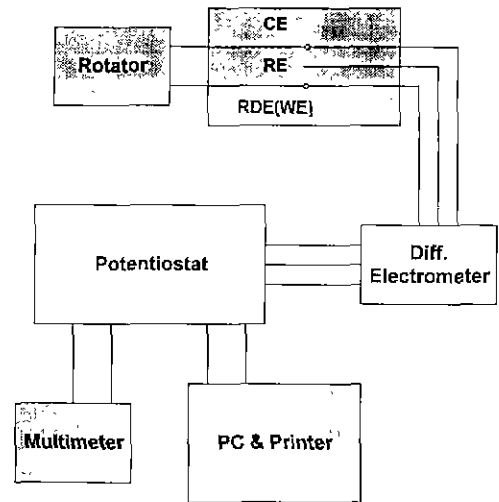 CE
Rotator
RE
RDE(WE)
Potentiostat
Diff.
Electrometer
Multimeter
PC & Printer